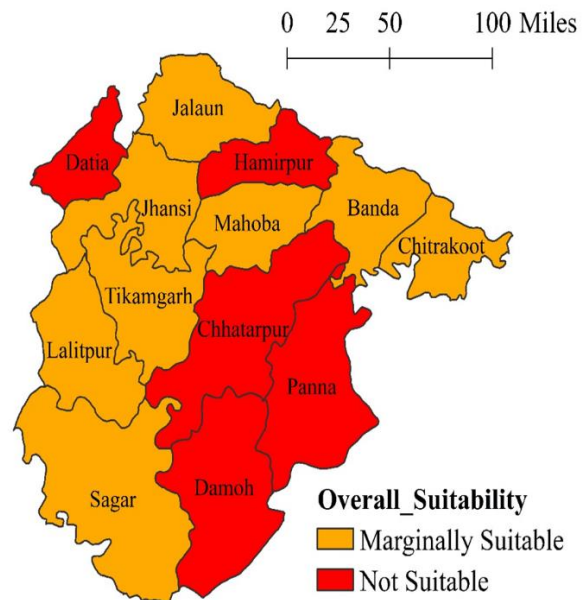 0 25 50 100 Miles
Jalaun
Datia
Hamirpur
Jhansi
Mahoba
Banda
Chitrakoot
Tikamgarh
Chhatarpur
Lalitpur
Panna
Sagar
Damoh
Overall_Suitability
Marginally Suitable
Not Suitable